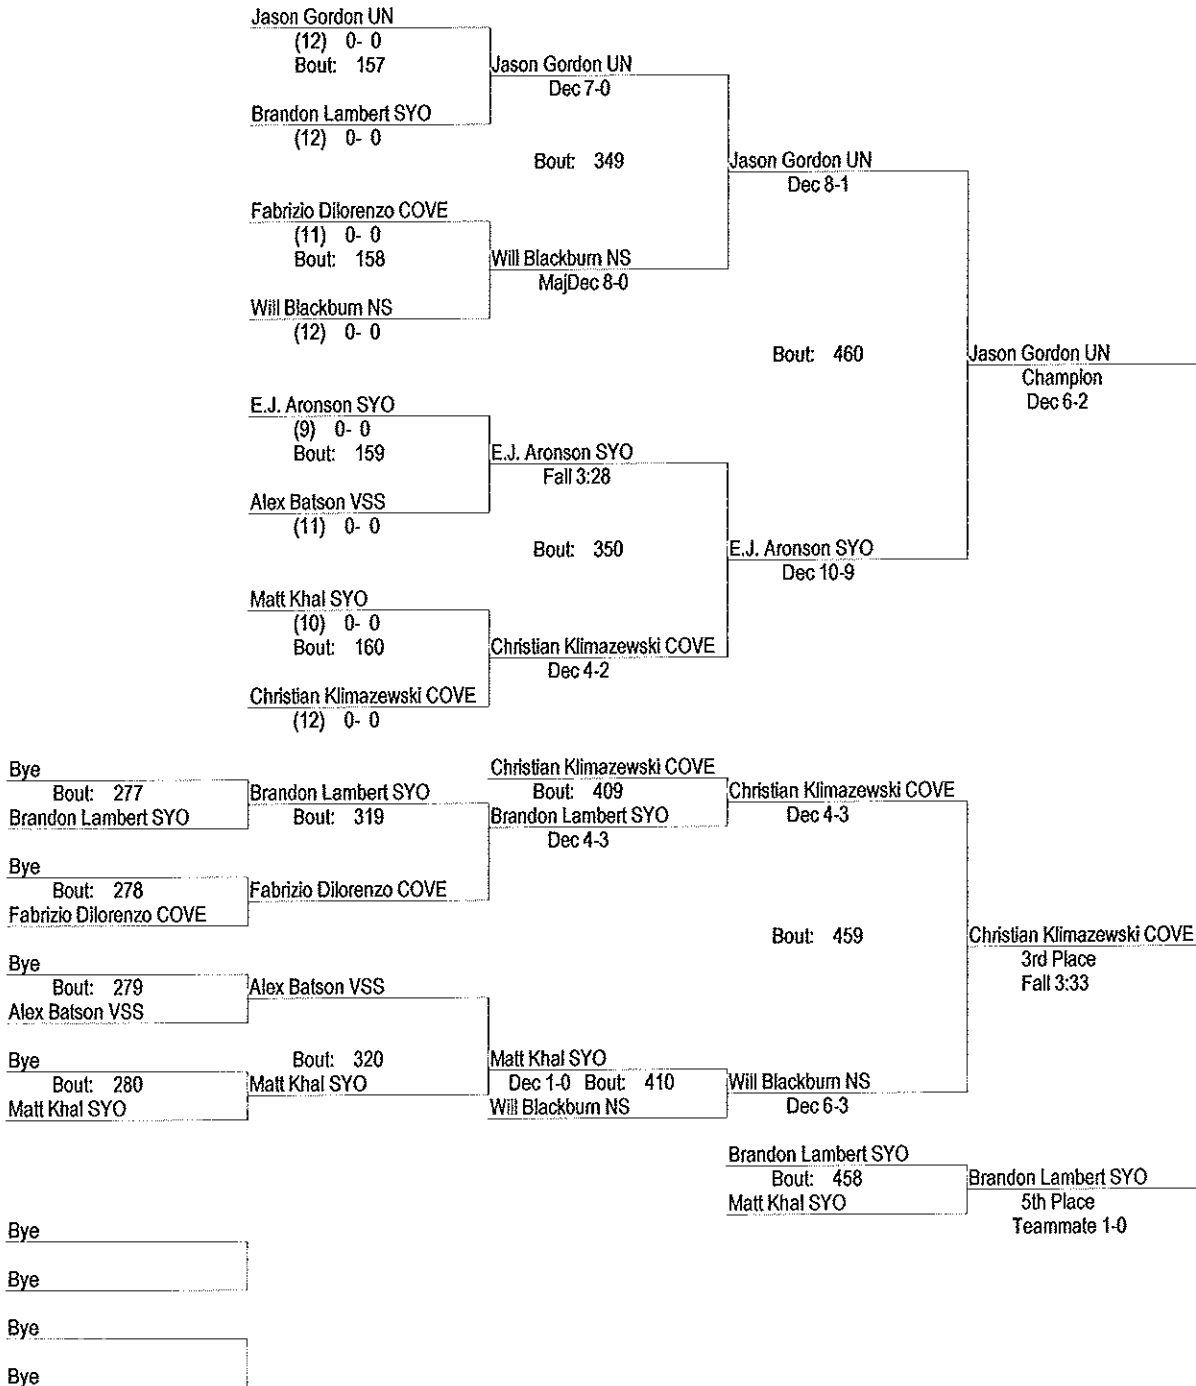 Jason Gordon UN
(12) 0- 0
Bout: 157
Brandon Lambert SYO
(12) 0- 0
Fabrizio Dilorenzo COVE
(11) 0- 0
Bout: 158
Will Blackburn NS
(12) 0- 0
E.J. Aronson SYO
(9) 0- 0
Bout: 159
Alex Batson VSS
(11) 0- 0
Matt Khal SYO
(10) 0- 0
Bout: 160
Christian Klimazewski COVE
(12) 0- 0
Jason Gordon UN
Dec 7-0
Bout: 349
Will Blackburn NS
MajDec 8-0
E.J. Aronson SYO
Fall 3:28
Bout: 350
Christian Klimazewski COVE
Dec 4-2
Jason Gordon UN
Dec 8-1
Bout: 460
E.J. Aronson SYO
Dec 10-9
Jason Gordon UN
Champion
Dec 6-2
Bye
Bout: 277
Brandon Lambert SYO
Bye
Bout: 278
Fabrizio Dilorenzo COVE
Bye
Bout: 279
Alex Batson VSS
Bye
Bout: 280
Matt Khal SYO
Brandon Lambert SYO
Bout: 319
Fabrizio Dilorenzo COVE
Alex Batson VSS
Bout: 320
Matt Khal SYO
Christian Klimazewski COVE
Bout: 409
Brandon Lambert SYO
Dec 4-3
Matt Khal SYO
Dec 1-0 Bout: 410
Will Blackburn NS
Christian Klimazewski COVE
Dec 4-3
Bout: 459
Will Blackburn NS
Dec 6-3
Christian Klimazewski COVE
3rd Place
Fall 3:33
Brandon Lambert SYO
Bout: 458
Matt Khal SYO
Brandon Lambert SYO
5th Place
Teammate 1-0
Bye
Bye
Bye
Bye